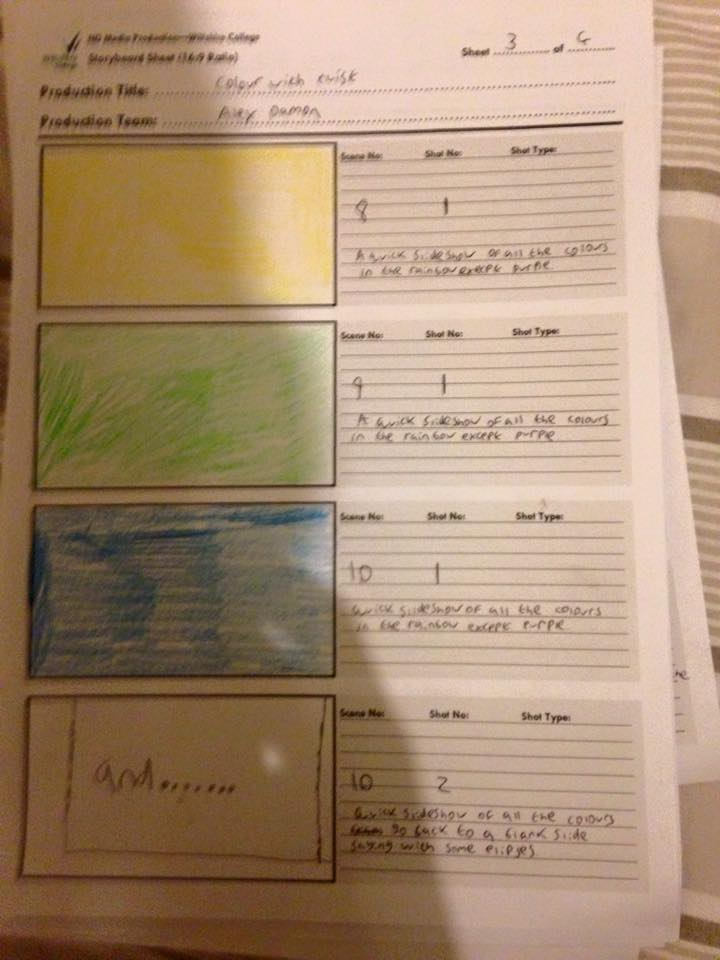 HG Media Production—Wiltshire College
Storyboard Sheet (16:9 Ratio)
Sheet 3 of
Production Title: Colour with twist
Production Team: Alex Damon
Scene No: Shot No: Shot Type:
8 1
A quick slideshow of all the colours
in the rainbow except purple
Scene No: Shot No: Shot Type:
9 1
A quick slideshow of all the colours
in the rainbow except purple
Scene No: Shot No: Shot Type:
10 1
quick slideshow of all the colours
in the rainbow except purple
and.......
Scene No: Shot No: Shot Type:
10 2
quick slideshow of all the colours
go back to a blank slide
saying with some elipses